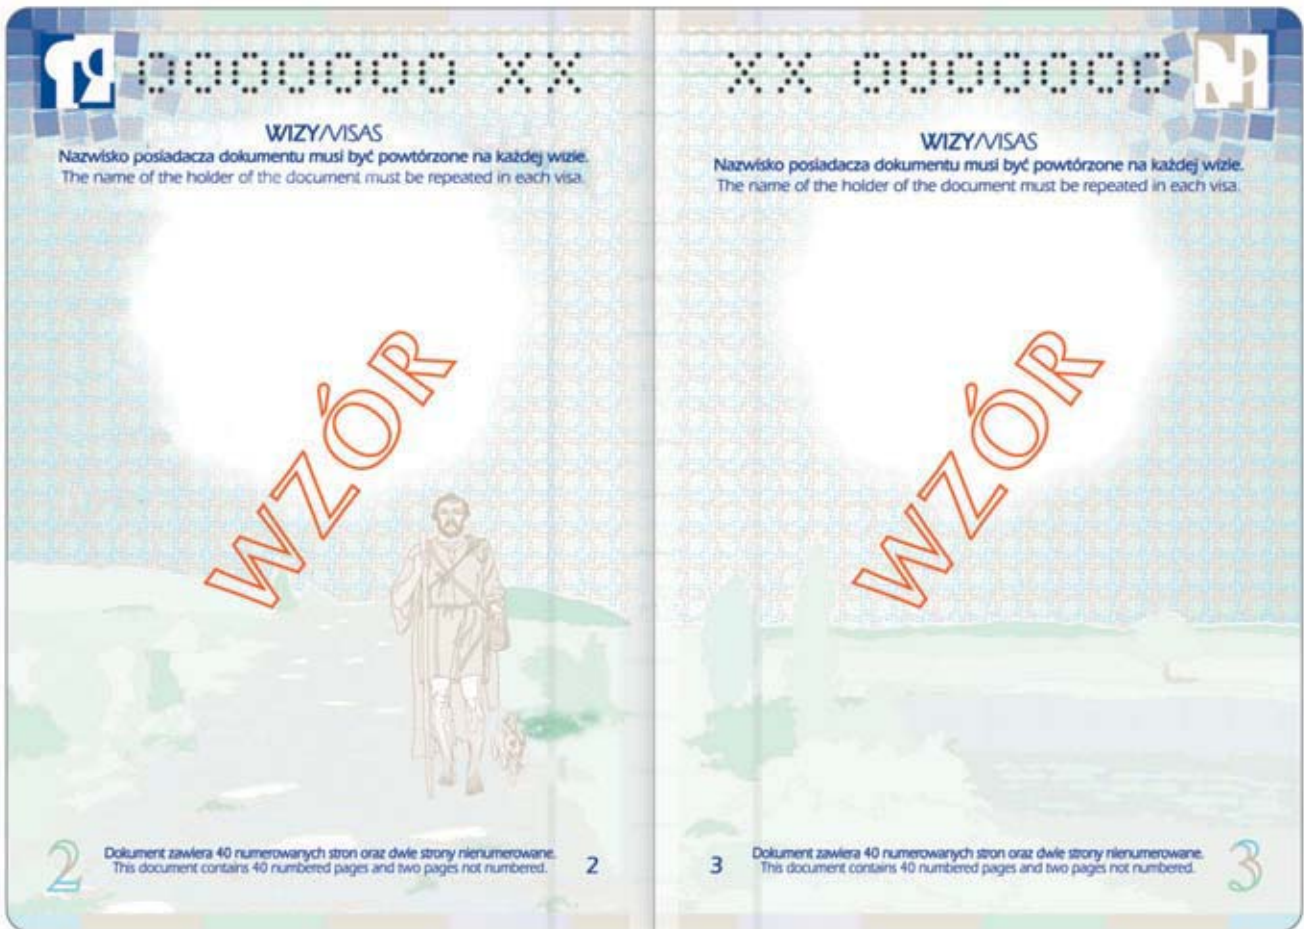 0000000 XX
WIZY/VISAS
Nazwisko posiadacza dokumentu musi być powtórzone na każdej wizie.
The name of the holder of the document must be repeated in each visa.
WZÓR
2
Dokument zawiera 40 numerowanych stron oraz dwie strony nienumerowane.
This document contains 40 numbered pages and two pages not numbered.
2
XX 0000000
WIZY/VISAS
Nazwisko posiadacza dokumentu musi być powtórzone na każdej wizie.
The name of the holder of the document must be repeated in each visa.
WZÓR
3
Dokument zawiera 40 numerowanych stron oraz dwie strony nienumerowane.
This document contains 40 numbered pages and two pages not numbered.
3